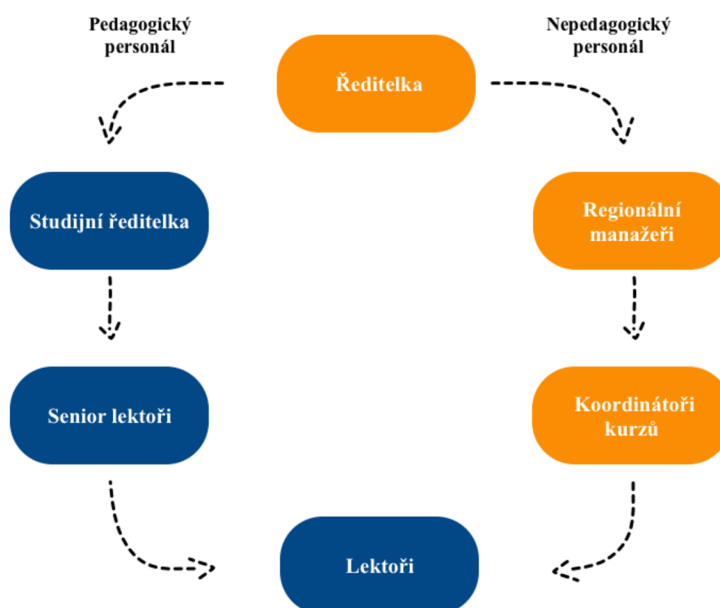 Pedagogický
personál
Nepedagogický
personál
Ředitelka
Studijní ředitelka
Regionální
manažeři
Senior lektoři
Koordinátoři
kurzů
Lektoři